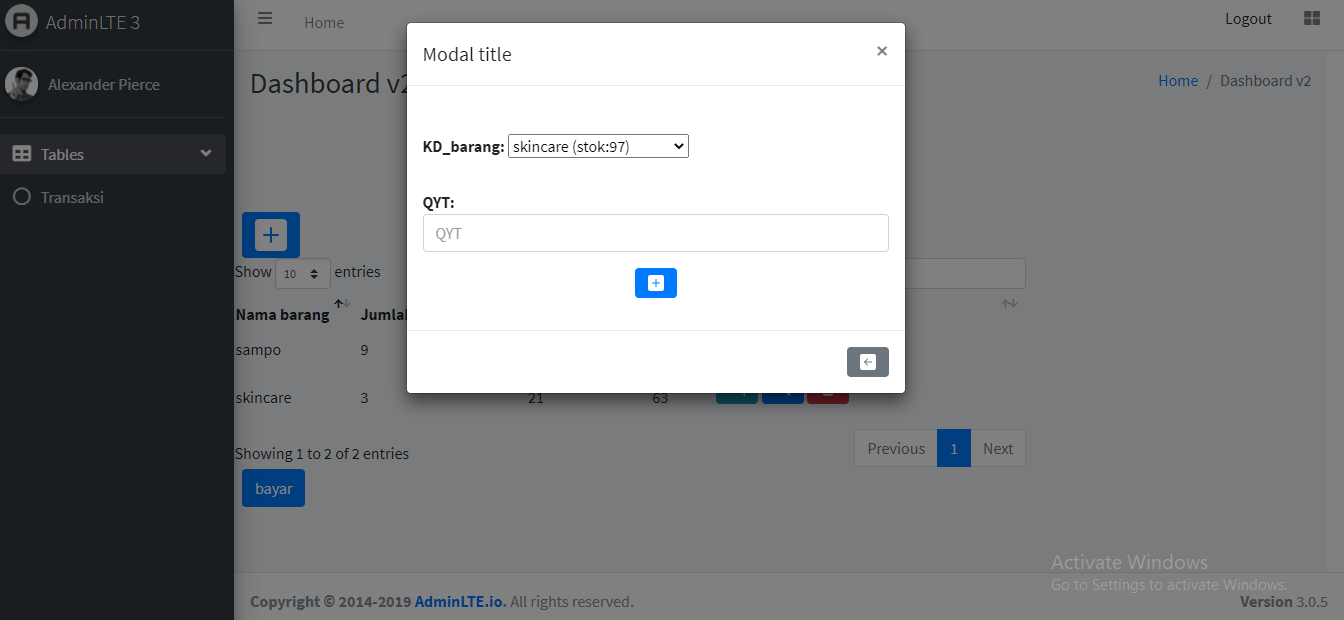 AdminLTE 3
Home
Logout
Alexander Pierce
Tables
Transaksi
Dashboard v2
Home / Dashboard v2
Modal title
×
KD_barang: skincare (stok:97)
QYT:
QYT
Show 10 entries
Nama barang
sampo 9
skincare 3 21 63
Showing 1 to 2 of 2 entries
Previous 1 Next
bayar
Activate Windows
Go to Settings to activate Windows.
Copyright © 2014-2019 AdminLTE.io. All rights reserved.
Version 3.0.5